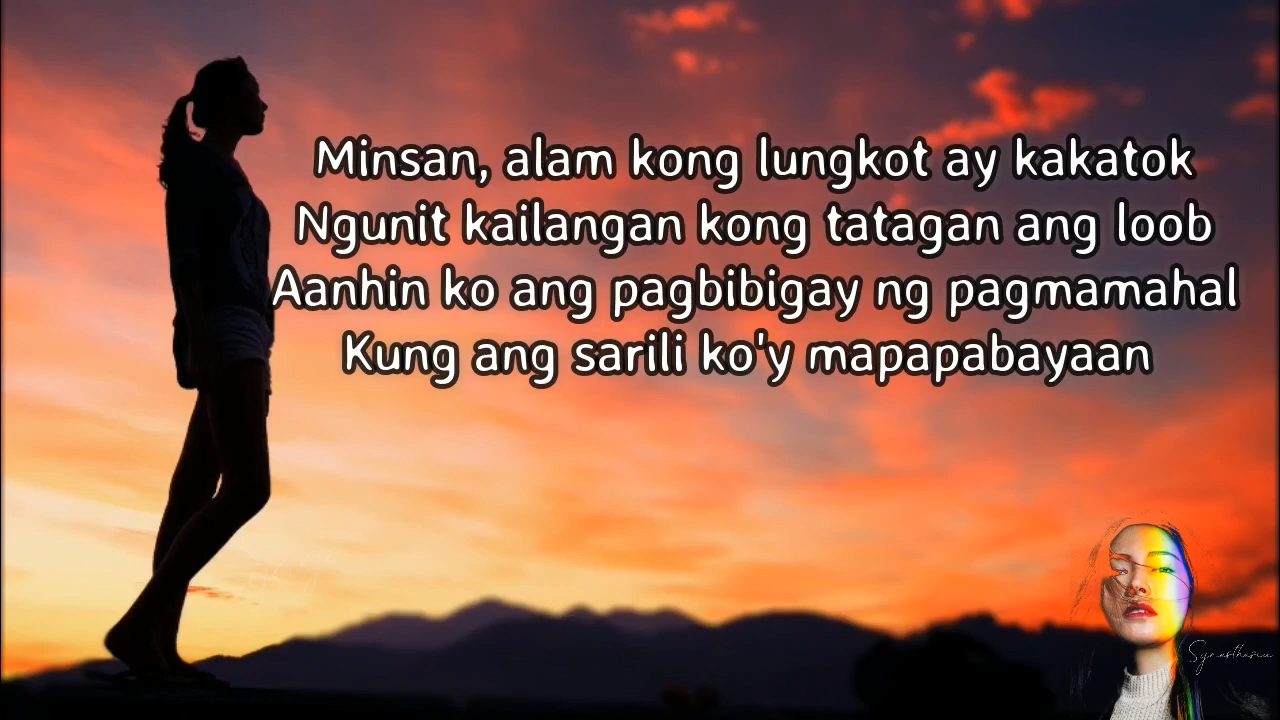 Minsan, alam kong lungkot ay kakatok
Ngunit kailangan kong tatagan ang loob
Aanhin ko ang pagbibigay ng pagmamahal
Kung ang sarili ko'y mapapabayaan